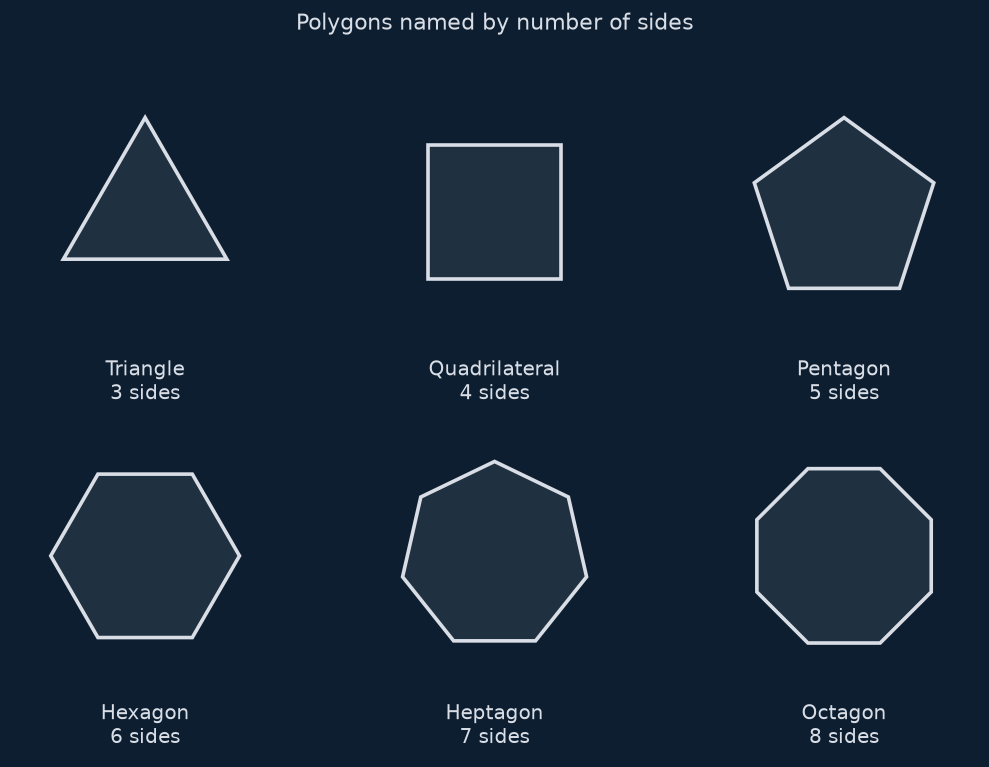 Polygons named by number of sides
Triangle
3 sides
Quadrilateral
4 sides
Pentagon
5 sides
Hexagon
6 sides
Heptagon
7 sides
Octagon
8 sides